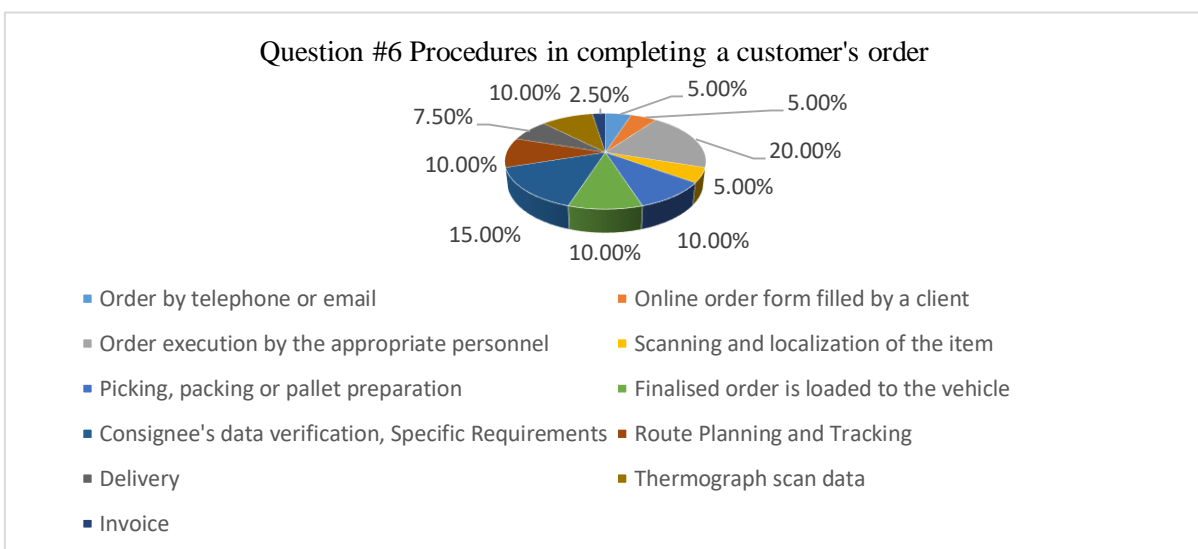 Question #6 Procedures in completing a customer's order
10.00% 2.50% 5.00%
5.00%
7.50%
20.00%
10.00%
5.00%
15.00%
10.00%
10.00%
Order by telephone or email
Online order form filled by a client
Order execution by the appropriate personnel
Scanning and localization of the item
Picking, packing or pallet preparation
Finalised order is loaded to the vehicle
Consignee's data verification, Specific Requirements
Route Planning and Tracking
Delivery
Thermograph scan data
Invoice